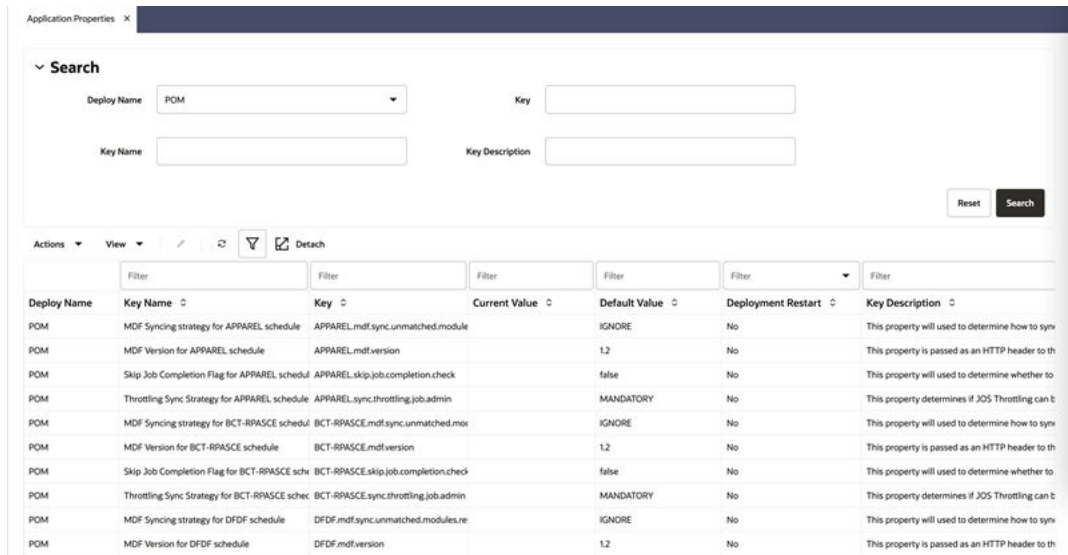 Application Properties ×
Search
Deploy Name POM Key
Key Name Key Description
Reset Search
Actions View Detach
Filter Filter Filter Filter Filter Filter
Deploy Name Key Name Key Current Value Default Value Deployment Restart Key Description
POM MDF Syncing strategy for APPAREL schedule APPAREL.mdf.sync.unmatched.module IGNORE No This property will used to determine how to syn
POM MDF Version for APPAREL schedule APPAREL.mdf.version 1.2 No This property is passed as an HTTP header to th
POM Skip Job Completion Flag for APPAREL schedul APPAREL.skip.job.completion.check false No This property will used to determine whether to
POM Throttling Sync Strategy for APPAREL schedule APPAREL.sync.throttling.job.admin MANDATORY No This property determines if JOS Throttling can b
POM MDF Syncing strategy for BCT-RPASCE schedul BCT-RPASCE.mdf.sync.unmatched.mod IGNORE No This property will used to determine how to syn
POM MDF Version for BCT-RPASCE schedule BCT-RPASCE.mdf.version 1.2 No This property is passed as an HTTP header to th
POM Skip Job Completion Flag for BCT-RPASCE sche BCT-RPASCE.skip.job.completion.check false No This property will used to determine whether to
POM Throttling Sync Strategy for BCT-RPASCE sched BCT-RPASCE.sync.throttling.job.admin MANDATORY No This property determines if JOS Throttling can b
POM MDF Syncing strategy for DFDF schedule DFDF.mdf.sync.unmatched.modules.re IGNORE No This property will used to determine how to syn
POM MDF Version for DFDF schedule DFDF.mdf.version 1.2 No This property is passed as an HTTP header to th